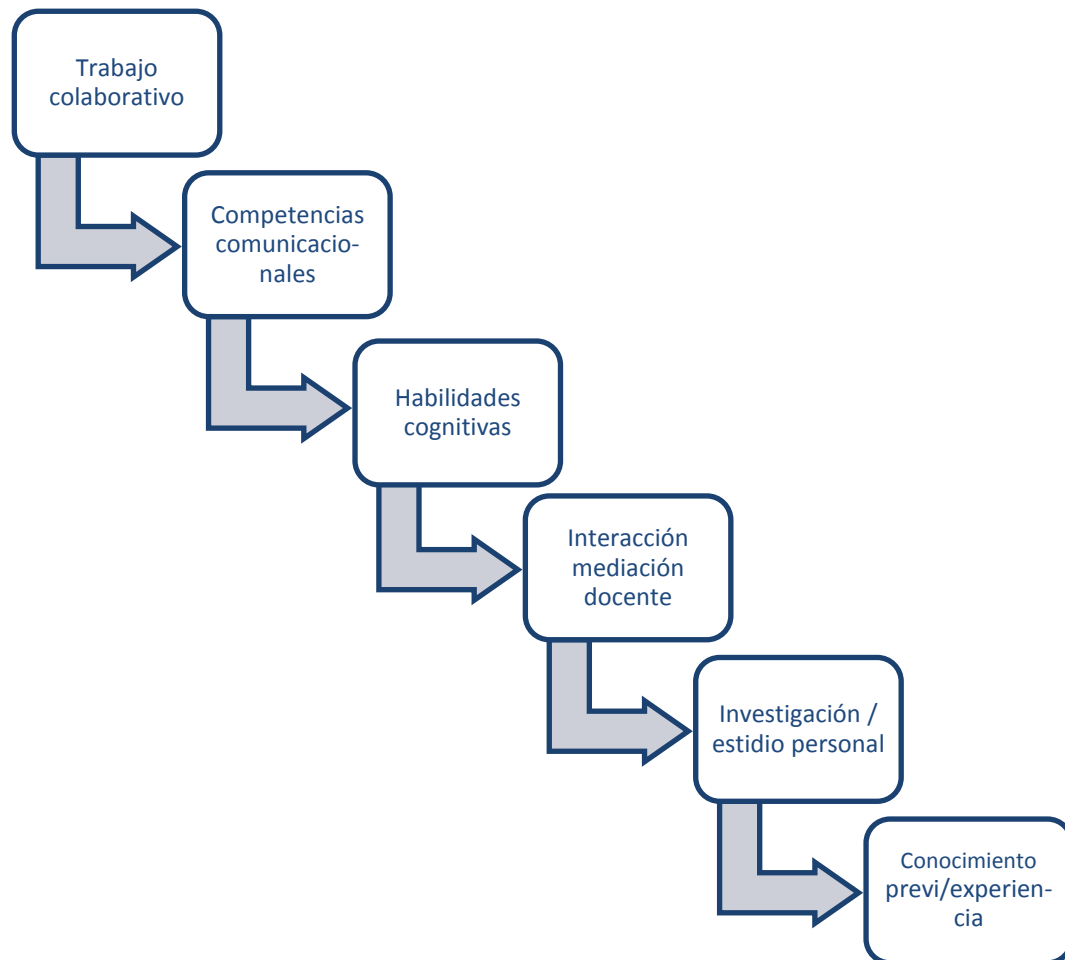 Trabajo
colaborativo
Competencias
comunicacio-
nales
Habilidades
cognitivas
Interacción
mediación
docente
Investigación /
estidio personal
Conocimiento
previ/experien-
cia